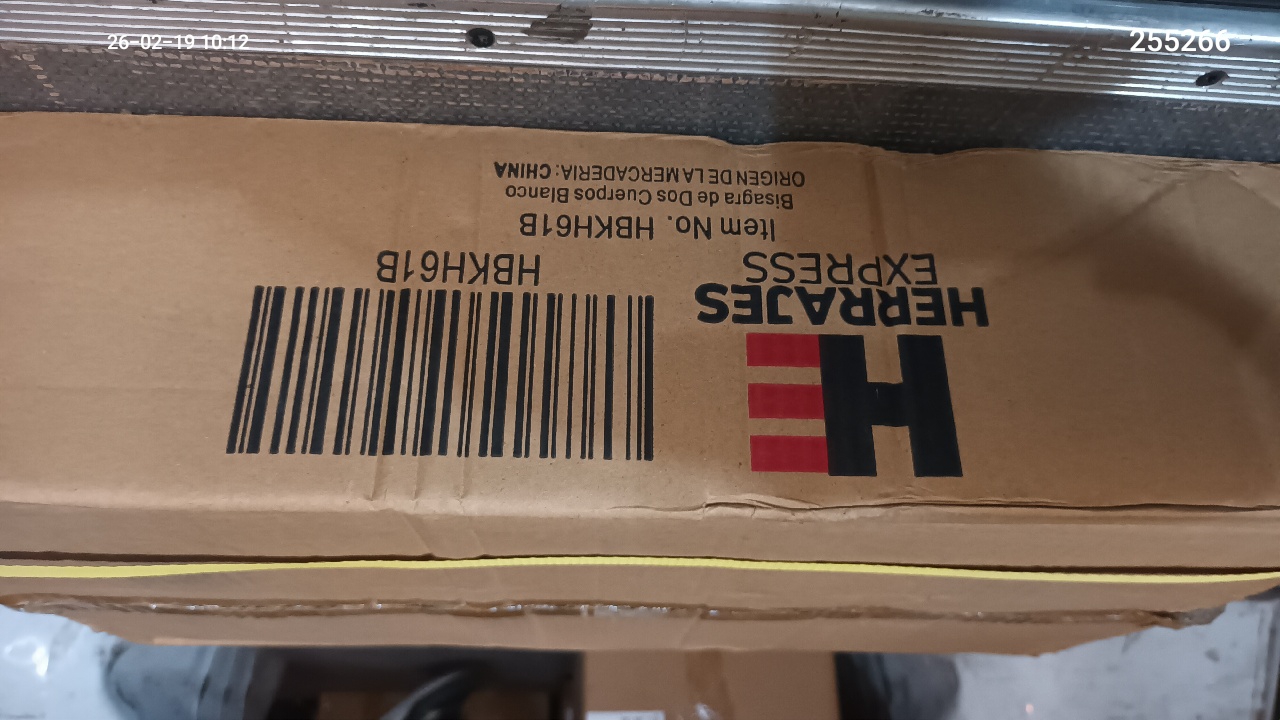 26-02-19 10:12
255266
HERRAJES
EXPRESS
HBKH61B
Item No. HBKH61B
Bisagra de Dos Cuerpos Blanco
ORIGEN DE LA MERCADERIA: CHINA